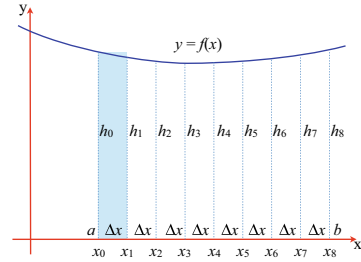 y
y = f(x)
h₀ h₁ h₂ h₃ h₄ h₅ h₆ h₇ h₈
a Δx Δx Δx Δx Δx Δx Δx Δx b
x
x₀ x₁ x₂ x₃ x₄ x₅ x₆ x₇ x₈